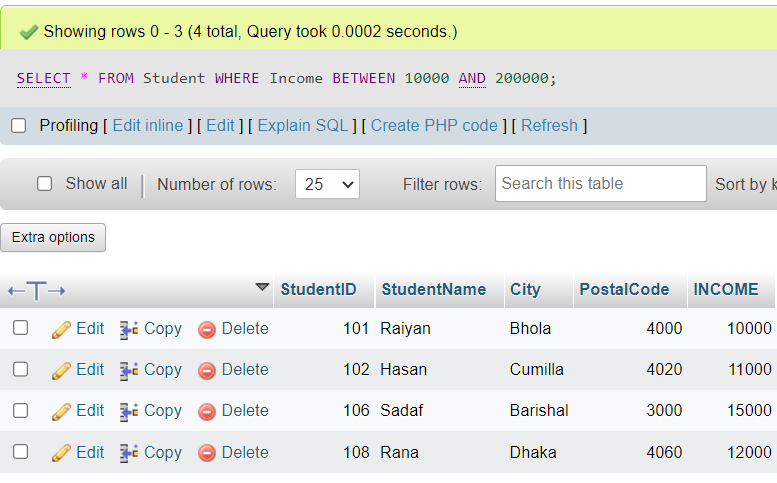 Showing rows 0 - 3 (4 total, Query took 0.0002 seconds.)
SELECT * FROM Student WHERE Income BETWEEN 10000 AND 200000;
Profiling [ Edit inline ] [ Edit ] [ Explain SQL ] [ Create PHP code ] [ Refresh ]
Show all Number of rows: 25 Filter rows: Search this table Sort by k
Extra options
StudentID StudentName City PostalCode INCOME
Edit Copy Delete 101 Raiyan Bhola 4000 10000
Edit Copy Delete 102 Hasan Cumilla 4020 11000
Edit Copy Delete 106 Sadaf Barishal 3000 15000
Edit Copy Delete 108 Rana Dhaka 4060 12000